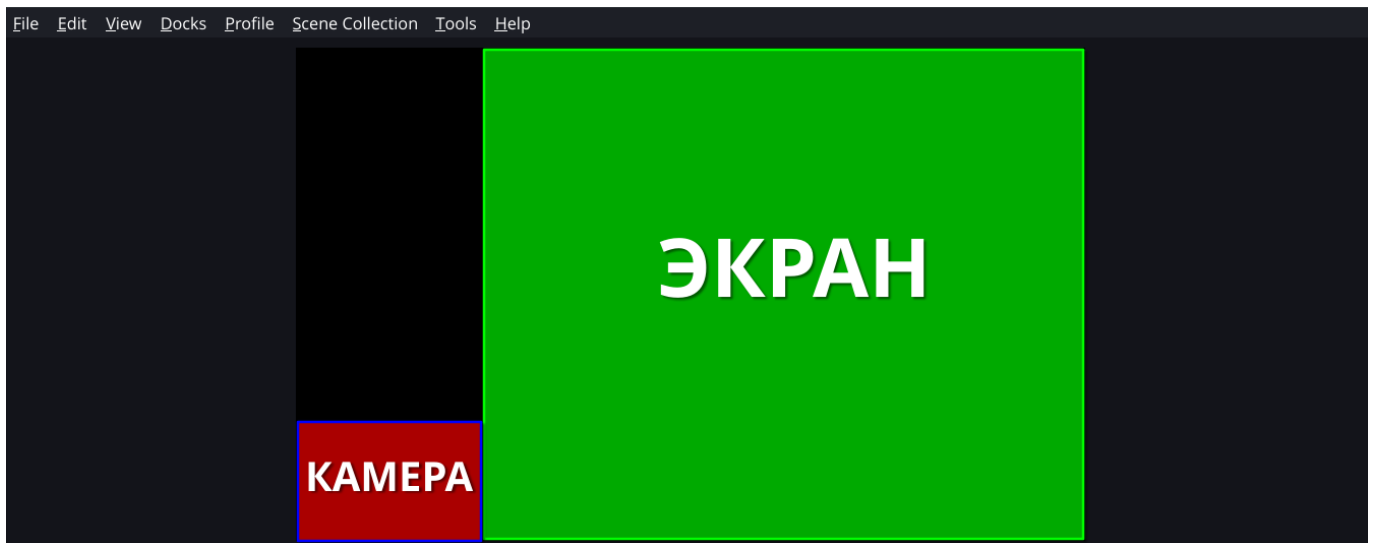 File Edit View Docks Profile Scene Collection Tools Help
ЭКРАН
КАМЕРА